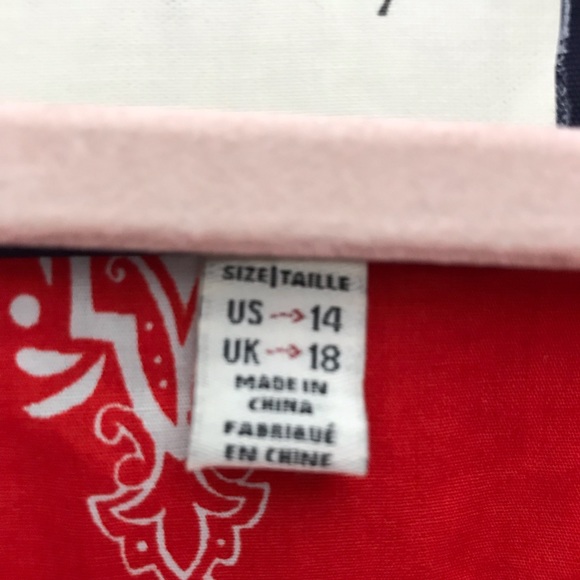 SIZE|TAILLE
US → 14
UK → 18
MADE IN
CHINA
FABRIQUÉ
EN CHINE